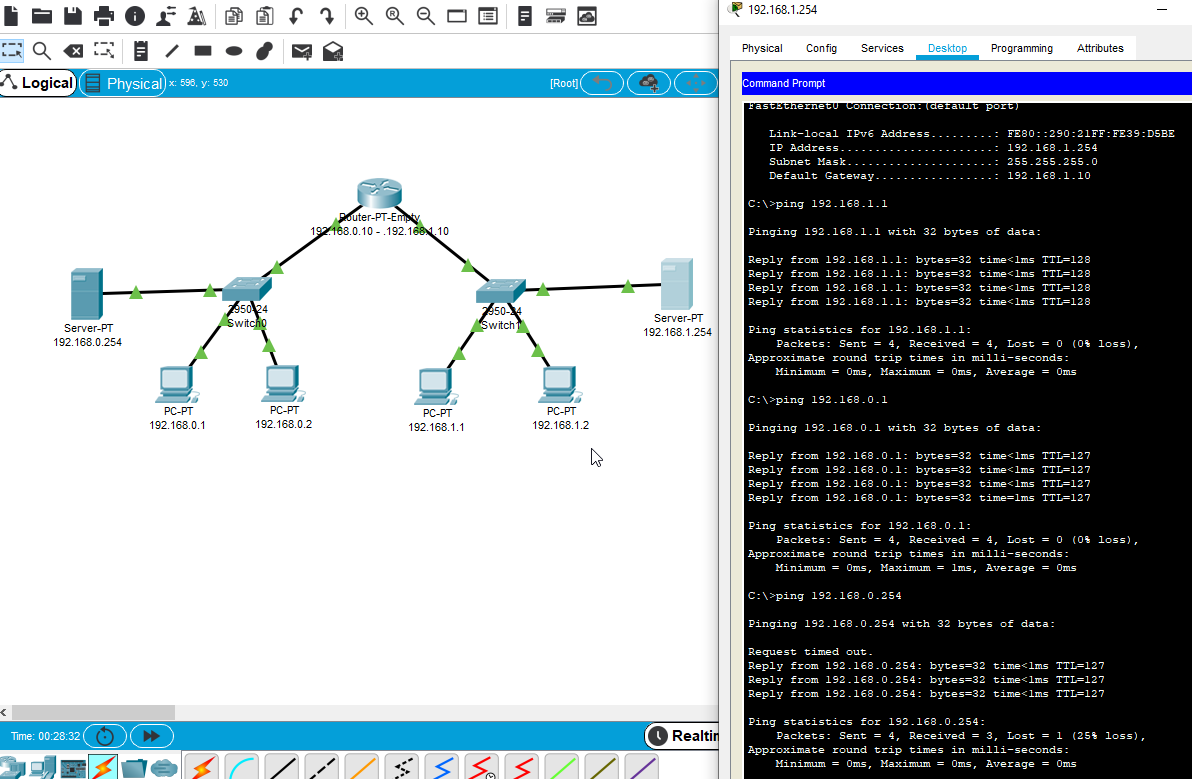 192.168.1.254
Physical Config Services Desktop Programming Attributes
Logical Physical x: 596, y: 530 [Root]
Router-PT-Empty
192.168.0.10 - .192.168.1.10
Server-PT
192.168.0.254
2950-24
Switch0
2950-24
Switch1
Server-PT
192.168.1.254
PC-PT
192.168.0.1
PC-PT
192.168.0.2
PC-PT
192.168.1.1
PC-PT
192.168.1.2
Time: 00:28:32
Realtim
Command Prompt
FastEthernet0 Connection:(default port)
Link-local IPv6 Address.........: FE80::290:21FF:FE39:D5BE
IP Address......................: 192.168.1.254
Subnet Mask.....................: 255.255.255.0
Default Gateway.................: 192.168.1.10
C:\>ping 192.168.1.1
Pinging 192.168.1.1 with 32 bytes of data:
Reply from 192.168.1.1: bytes=32 time<1ms TTL=128
Reply from 192.168.1.1: bytes=32 time<1ms TTL=128
Reply from 192.168.1.1: bytes=32 time<1ms TTL=128
Reply from 192.168.1.1: bytes=32 time<1ms TTL=128
Ping statistics for 192.168.1.1:
Packets: Sent = 4, Received = 4, Lost = 0 (0% loss),
Approximate round trip times in milli-seconds:
Minimum = 0ms, Maximum = 0ms, Average = 0ms
C:\>ping 192.168.0.1
Pinging 192.168.0.1 with 32 bytes of data:
Reply from 192.168.0.1: bytes=32 time<1ms TTL=127
Reply from 192.168.0.1: bytes=32 time<1ms TTL=127
Reply from 192.168.0.1: bytes=32 time<1ms TTL=127
Reply from 192.168.0.1: bytes=32 time=1ms TTL=127
Ping statistics for 192.168.0.1:
Packets: Sent = 4, Received = 4, Lost = 0 (0% loss),
Approximate round trip times in milli-seconds:
Minimum = 0ms, Maximum = 1ms, Average = 0ms
C:\>ping 192.168.0.254
Pinging 192.168.0.254 with 32 bytes of data:
Request timed out.
Reply from 192.168.0.254: bytes=32 time<1ms TTL=127
Reply from 192.168.0.254: bytes=32 time<1ms TTL=127
Reply from 192.168.0.254: bytes=32 time<1ms TTL=127
Ping statistics for 192.168.0.254:
Packets: Sent = 4, Received = 3, Lost = 1 (25% loss),
Approximate round trip times in milli-seconds:
Minimum = 0ms, Maximum = 0ms, Average = 0ms